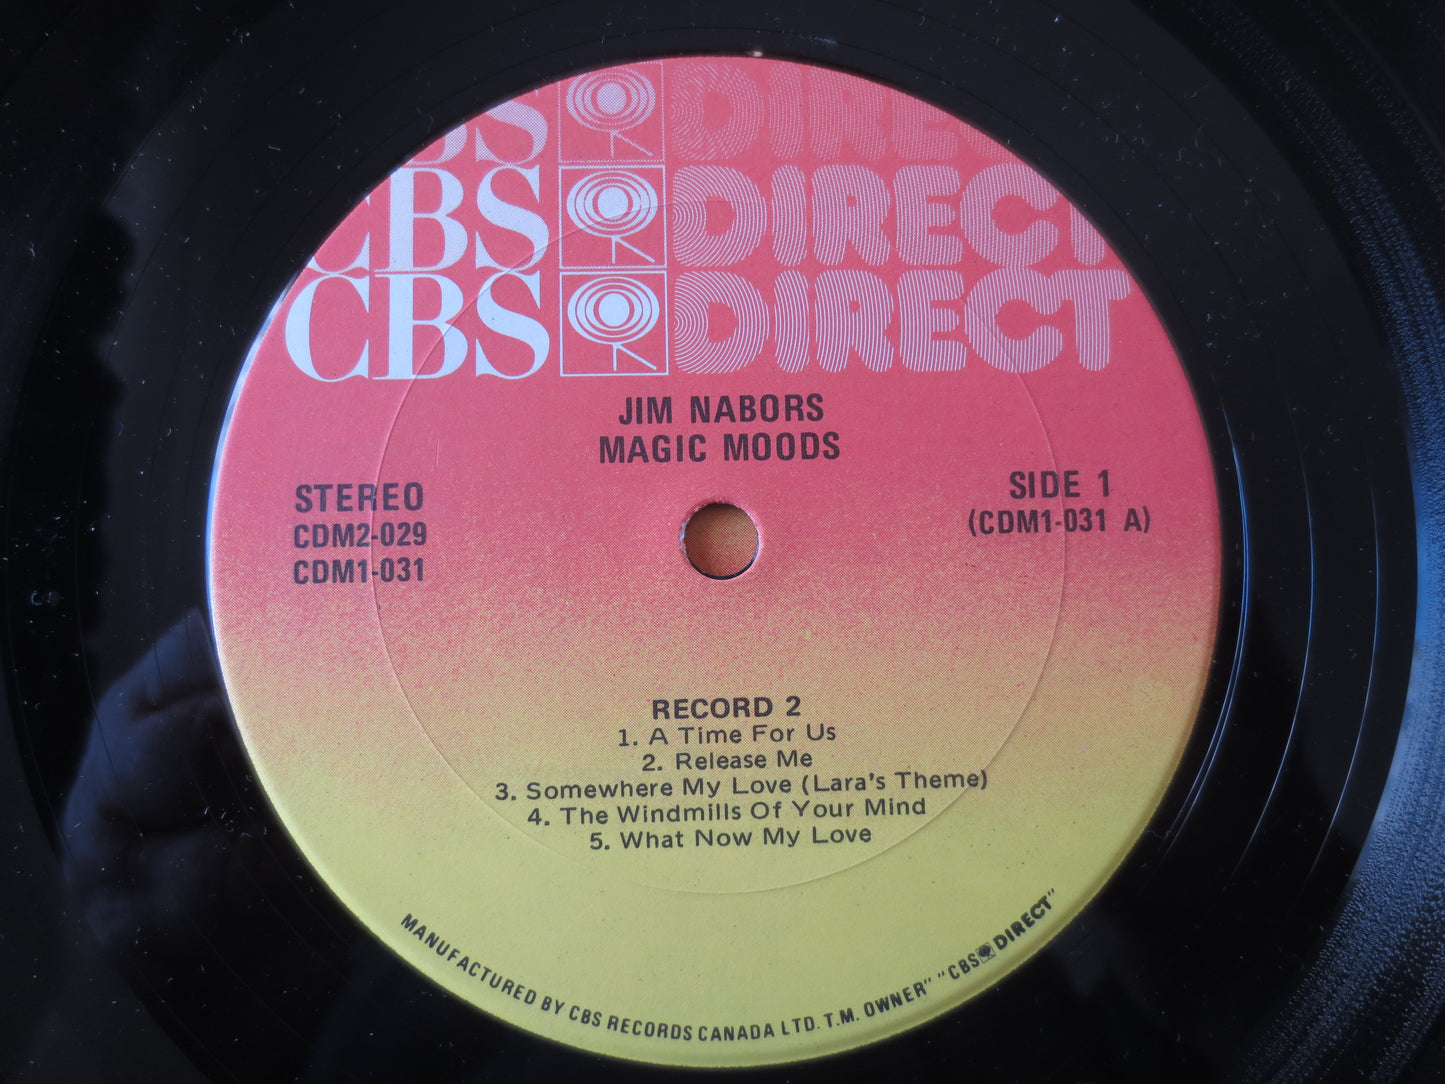 CBS DIRECT
CBS DIRECT
CBS DIRECT
JIM NABORS
MAGIC MOODS
STEREO
CDM2-029
CDM1-031
SIDE 1
(CDM1-031 A)
RECORD 2
1. A Time For Us
2. Release Me
3. Somewhere My Love (Lara's Theme)
4. The Windmills Of Your Mind
5. What Now My Love
MANUFACTURED BY CBS RECORDS CANADA LTD. T.M. OWNER" "CBS DIRECT"